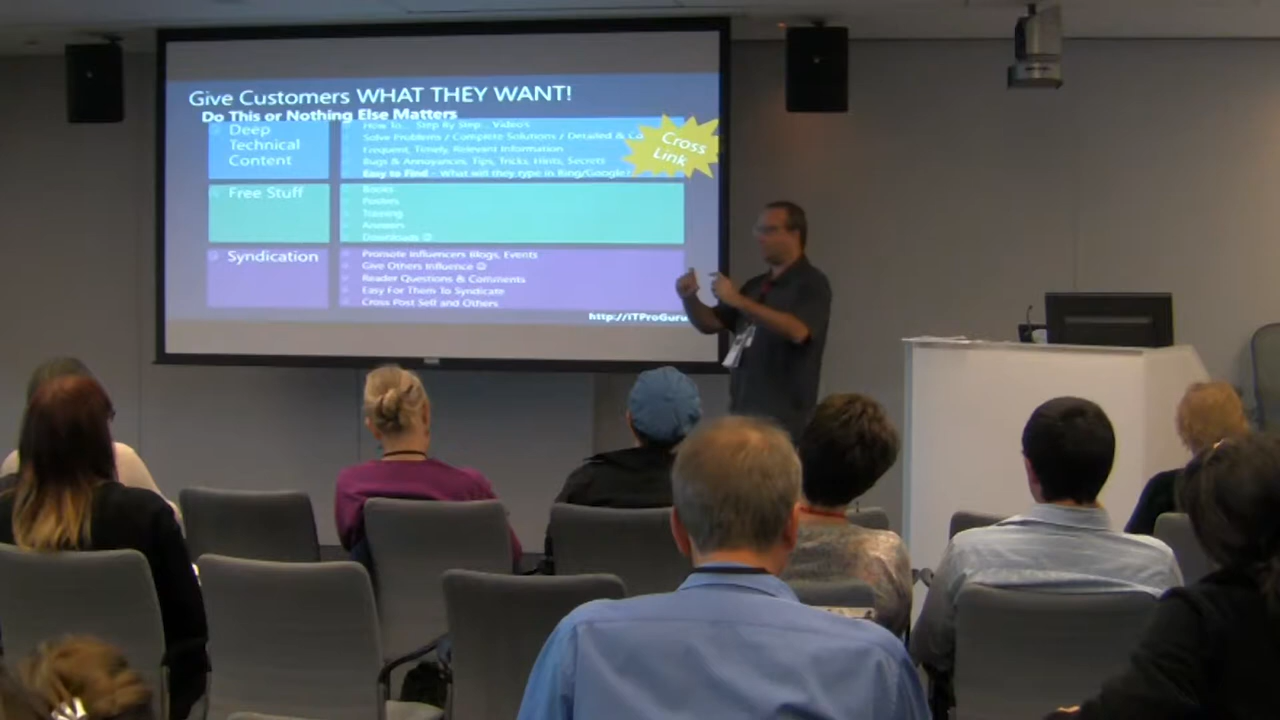 Give Customers WHAT THEY WANT!
Do This or Nothing Else Matters
Deep
Technical
Content
How To... Step By Step... Video's
Solve Problems / Complete Solutions / Detailed &
Frequent, Timely, Relevant Information
Bugs & Annoyances, Tips, Tricks, Hints, Secrets
Easy to Find - What will they type in Bing/Google?
Cross
Link
Free Stuff
Books
Posters
Training
Answers
Downloads ☺
Syndication
Promote Influencers Blogs, Events
Give Others Influence ☺
Reader Questions & Comments
Easy For Them To Syndicate
Cross Post Self and Others
http://ITProGuru